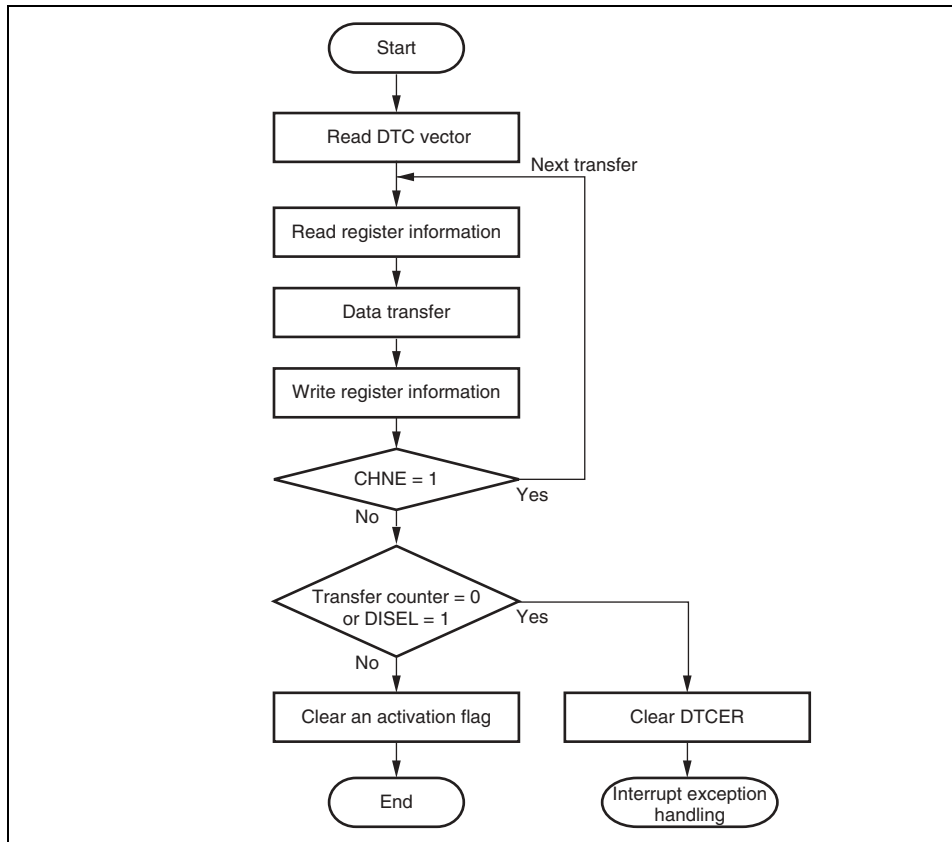 Start
Read DTC vector
Next transfer
Read register information
Data transfer
Write register information
CHNE = 1
Yes
No
Transfer counter = 0
or DISEL = 1
Yes
No
Clear an activation flag
Clear DTCER
End
Interrupt exception
handling